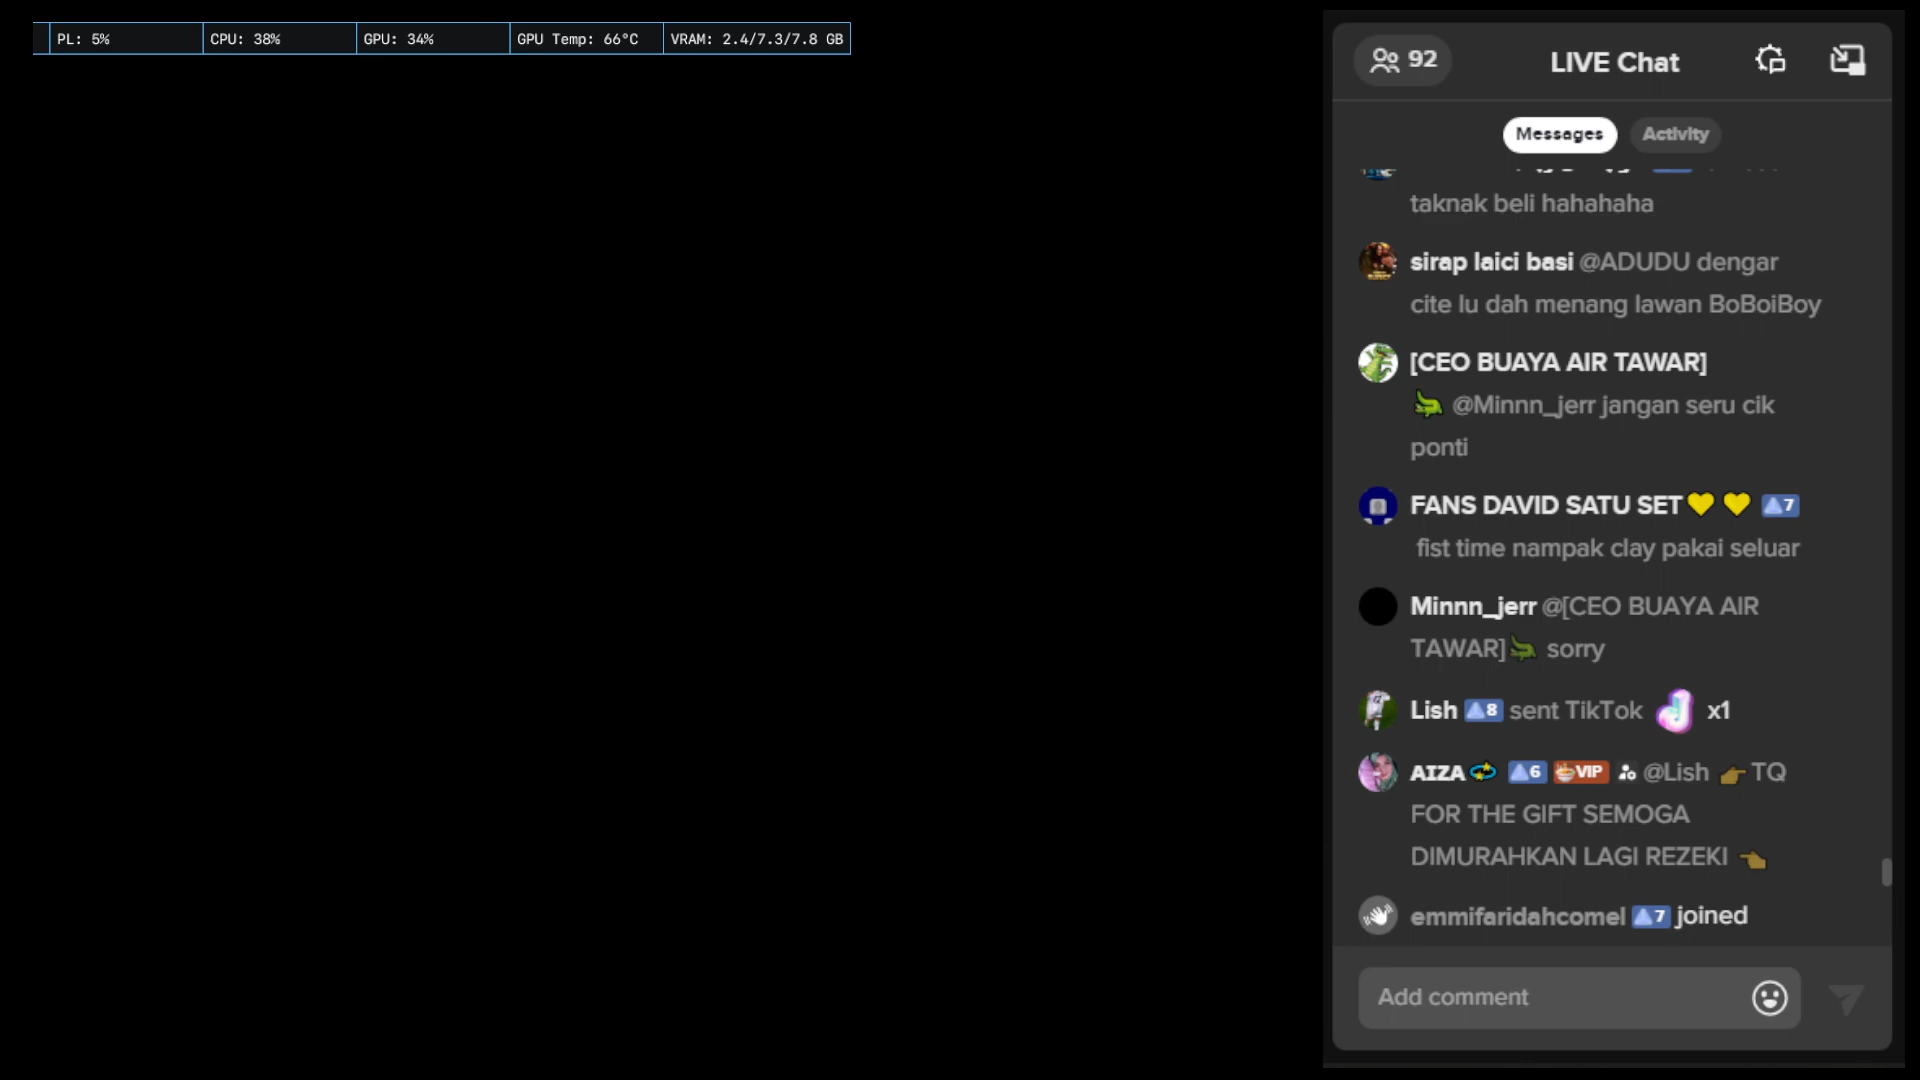 PL: 5% CPU: 38% GPU: 34% GPU Temp: 66°C VRAM: 2.4/7.3/7.8 GB
92 LIVE Chat
Messages Activity
taknak beli hahahaha
sirap laici basi @ADUDU dengar
cite lu dah menang lawan BoBoiBoy
[CEO BUAYA AIR TAWAR]
🐊 @Minnn_jerr jangan seru cik
ponti
FANS DAVID SATU SET💛 💛 7
fist time nampak clay pakai seluar
Minnn_jerr @[CEO BUAYA AIR
TAWAR]🐊 sorry
Lish 8 sent TikTok x1
AIZA💫 6 VIP @Lish 👉 TQ
FOR THE GIFT SEMOGA
DIMURAHKAN LAGI REZEKI 👈
emmifaridahcomel 7 joined
Add comment